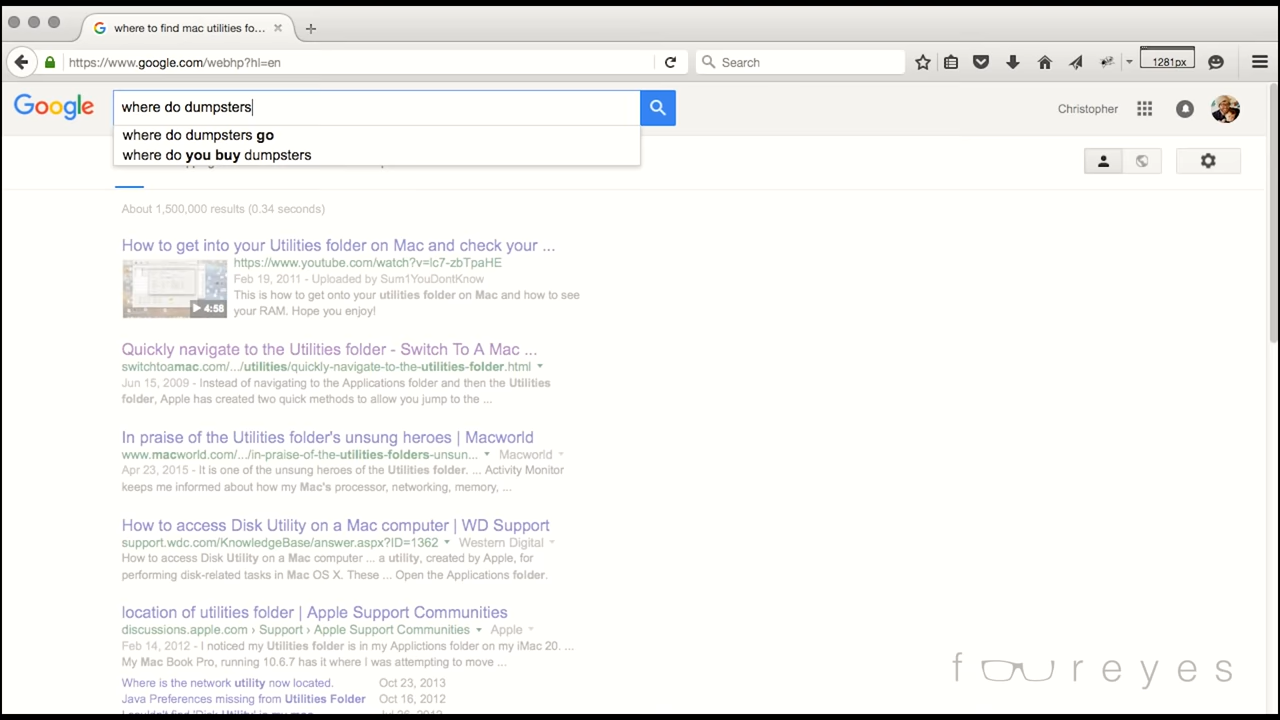 where to find mac utilities fo...
https://www.google.com/webhp?hl=en
Search
1281px
Google
where do dumpsters
Christopher
where do dumpsters go
where do you buy dumpsters
About 1,500,000 results (0.34 seconds)
How to get into your Utilities folder on Mac and check your ...
https://www.youtube.com/watch?v=lc7-zbTpaHE
Feb 19, 2011 - Uploaded by Sum1YouDontKnow
This is how to get onto your utilities folder on Mac and how to see
your RAM. Hope you enjoy!
4:58
Quickly navigate to the Utilities folder - Switch To A Mac ...
switchtoamac.com/.../utilities/quickly-navigate-to-the-utilities-folder.html
Jun 15, 2009 - Instead of navigating to the Applications folder and then the Utilities
folder, Apple has created two quick methods to allow you jump to the ...
In praise of the Utilities folder's unsung heroes | Macworld
www.macworld.com/.../in-praise-of-the-utilities-folders-unsun... Macworld
Apr 23, 2015 - It is one of the unsung heroes of the Utilities folder. ... Activity Monitor
keeps me informed about how my Mac's processor, networking, memory, ...
How to access Disk Utility on a Mac computer | WD Support
support.wdc.com/KnowledgeBase/answer.aspx?ID=1362 Western Digital
How to access Disk Utility on a Mac computer ... a utility, created by Apple, for
performing disk-related tasks in Mac OS X. These ... Open the Applications folder.
location of utilities folder | Apple Support Communities
discussions.apple.com › Support › Apple Support Communities Apple
Feb 14, 2012 - I noticed my Utilities folder is in my Applictions folder on my iMac 20. ...
My Mac Book Pro, running 10.6.7 has it where I was attempting to move ...
Where is the network utility now located. Oct 23, 2013
Java Preferences missing from Utilities Folder Oct 16, 2012
foureyes